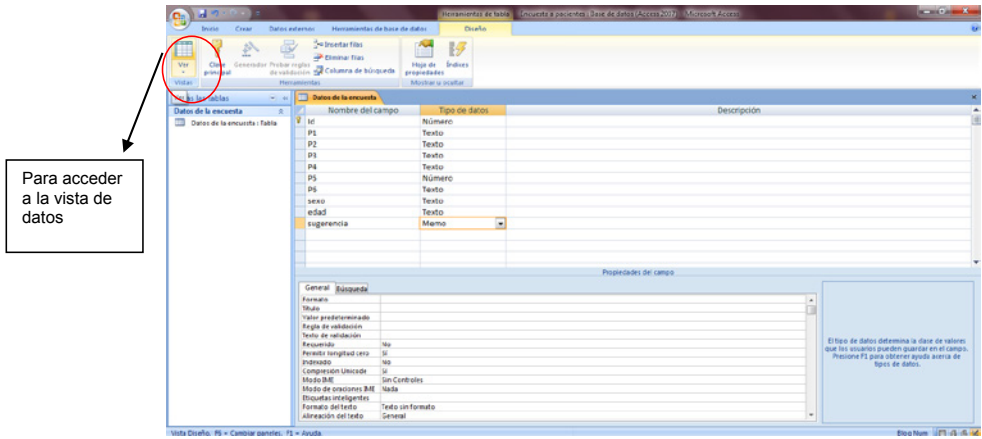 Herramientas de tabla Encuesta a pacientes : Base de datos (Access 2007) - Microsoft Access
Inicio Crear Datos externos Herramientas de base de datos Diseño
Ver
Clave principal
Generador
Probar reglas de validación
Insertar filas
Eliminar filas
Columna de búsqueda
Hoja de propiedades
Índices
Vistas Herramientas Mostrar u ocultar
las tablas
Datos de la encuesta
Datos de la encuesta : Tabla
Datos de la encuesta
Nombre del campo Tipo de datos Descripción
Id Número
P1 Texto
P2 Texto
P3 Texto
P4 Texto
P5 Número
P6 Texto
sexo Texto
edad Texto
sugerencia Memo
Para acceder
a la vista de
datos
Propiedades del campo
General Búsqueda
Formato
Título
Valor predeterminado
Regla de validación
Texto de validación
Requerido No
Permitir longitud cero Sí
Indexado No
Compresión Unicode Sí
Modo IME Sin Controles
Modo de oraciones IME Nada
Etiquetas inteligentes
Formato del texto Texto sin formato
Alineación del texto General
El tipo de datos determina la clase de valores
que los usuarios pueden guardar en el campo.
Presione F1 para obtener ayuda acerca de
tipos de datos.
Vista Diseño. F6 = Cambiar paneles. F1 = Ayuda. Bloq Num